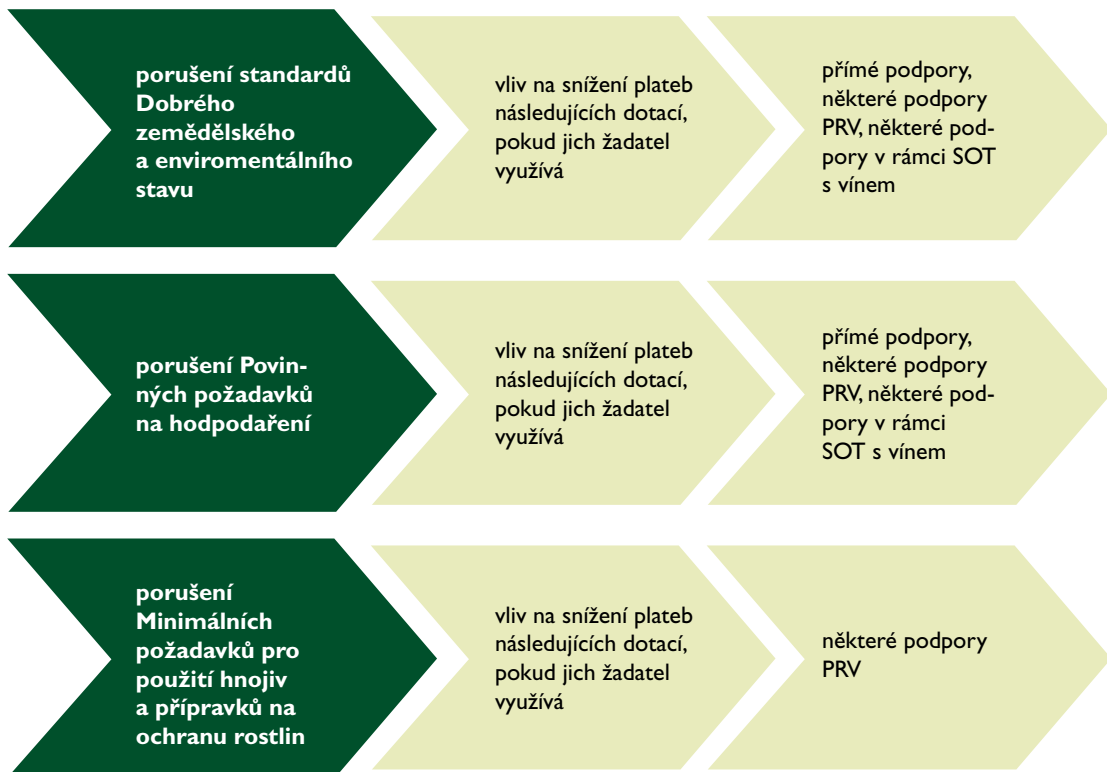 porušení standardů
Dobrého
zemědělského
a enviromentálního
stavu
vliv na snížení plateb
následujících dotací,
pokud jich žadatel
využívá
přímé podpory,
některé podpory
PRV, některé pod-
pory v rámci SOT
s vínem
porušení Povin-
ných požadavků
na hodpodaření
vliv na snížení plateb
následujících dotací,
pokud jich žadatel
využívá
přímé podpory,
některé podpory
PRV, některé pod-
pory v rámci
SOT s vínem
porušení
Minimálních
požadavků pro
použití hnojiv
a přípravků na
ochranu rostlin
vliv na snížení plateb
následujících dotací,
pokud jich žadatel
využívá
některé podpory
PRV